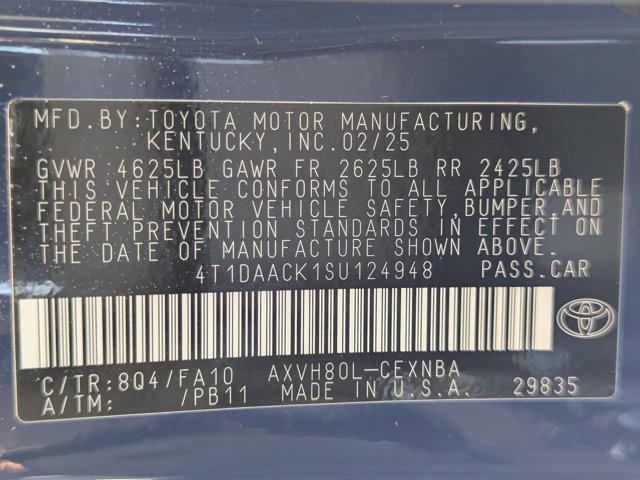 MFD.BY:TOYOTA MOTOR MANUFACTURING,
KENTUCKY,INC.02/25
GVWR 4625LB GAWR FR 2625LB RR 2425LB
THIS VEHICLE CONFORMS TO ALL APPLICABLE
FEDERAL MOTOR VEHICLE SAFETY,BUMPER,AND
THEFT PREVENTION STANDARDS IN EFFECT ON
THE DATE OF MANUFACTURE SHOWN ABOVE.
4T1DAACK1SU124948 PASS.CAR
C/TR:8Q4/FA10 AXVH80L-CEXNBA
A/TM: /PB11 MADE IN U.S.A. 29835